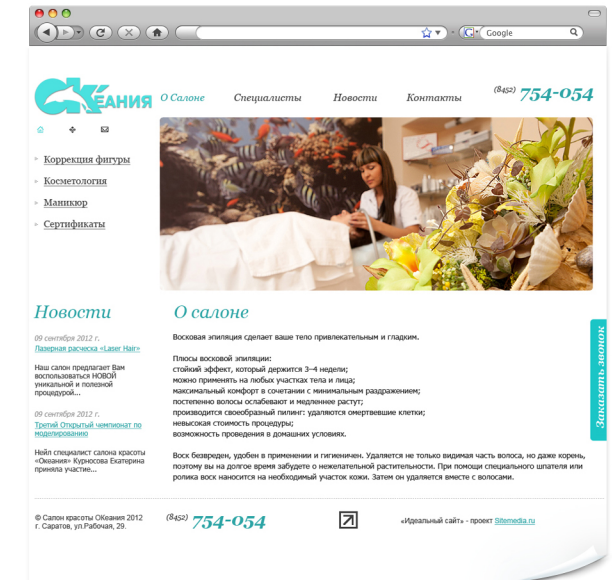 Google
ОКЕАНИЯ
О Салоне Специалисты Новости Контакты (8452) 754-054
Коррекция фигуры
Косметология
Маникюр
Сертификаты
Новости
09 сентября 2012 г.
Лазерная расческа «Laser Hair»
Наш салон предлагает Вам
воспользоваться НОВОЙ
уникальной и полезной
процедурой...
09 сентября 2012 г.
Третий Открытый чемпионат по
моделированию
Нейл специалист салона красоты
«Океания» Курносова Екатерина
приняла участие...
О салоне
Восковая эпиляция сделает ваше тело привлекательным и гладким.
Плюсы восковой эпиляции:
стойкий эффект, который держится 3–4 недели;
можно применять на любых участках тела и лица;
максимальный комфорт в сочетании с минимальным раздражением;
постепенно волосы ослабевают и медленнее растут;
производится своеобразный пилинг: удаляются омертвевшие клетки;
невысокая стоимость процедуры;
возможность проведения в домашних условиях.
Воск безвреден, удобен в применении и гигиеничен. Удаляется не только видимая часть волоса, но даже корень,
поэтому вы на долгое время забудете о нежелательной растительности. При помощи специального шпателя или
ролика воск наносится на необходимый участок кожи. Затем он удаляется вместе с волосами.
Заказать звонок
© Салон красоты ОКеания 2012
г. Саратов, ул.Рабочая, 29.
(8452) 754-054
«Идеальный сайт» - проект Sitemedia.ru